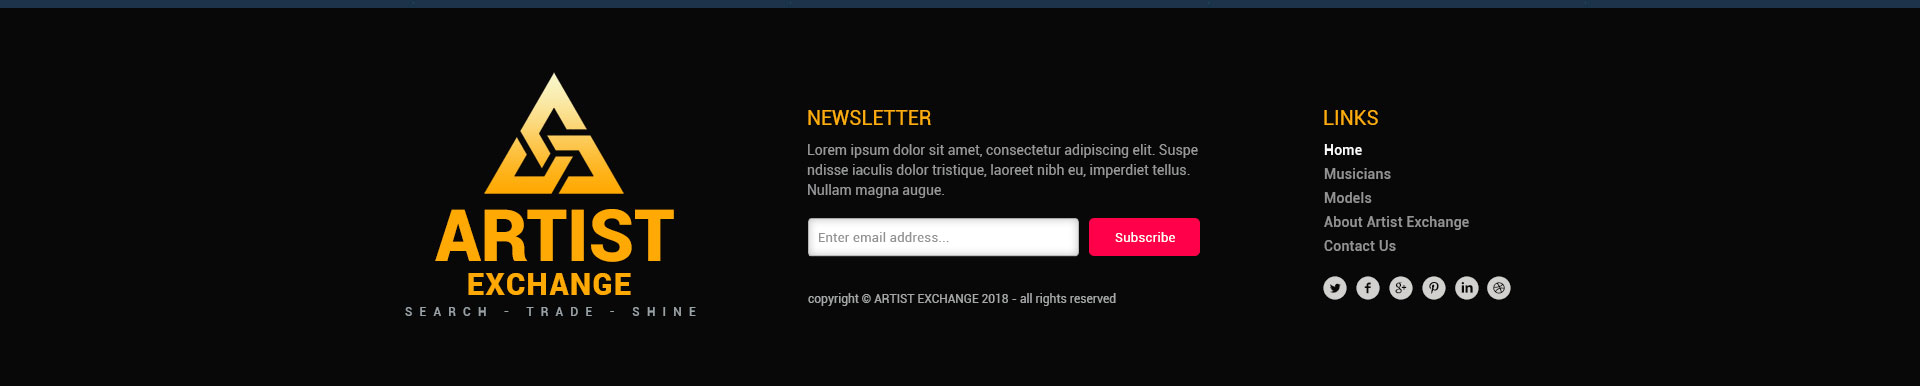 ARTIST
EXCHANGE
SEARCH - TRADE - SHINE
NEWSLETTER
Lorem ipsum dolor sit amet, consectetur adipiscing elit. Suspe
ndisse iaculis dolor tristique, laoreet nibh eu, imperdiet tellus.
Nullam magna augue.
Enter email address...
Subscribe
copyright © ARTIST EXCHANGE 2018 - all rights reserved
LINKS
Home
Musicians
Models
About Artist Exchange
Contact Us